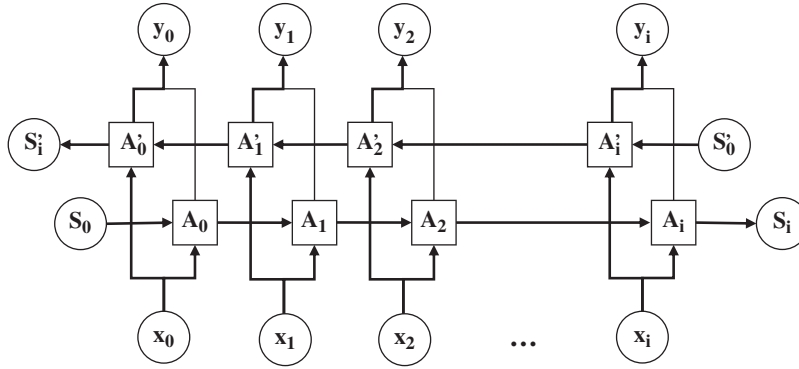 y₀ y₁ y₂ yᵢ
S'ᵢ A'₀ A'₁ A'₂ A'ᵢ S'₀
S₀ A₀ A₁ A₂ Aᵢ Sᵢ
x₀ x₁ x₂ ... xᵢ